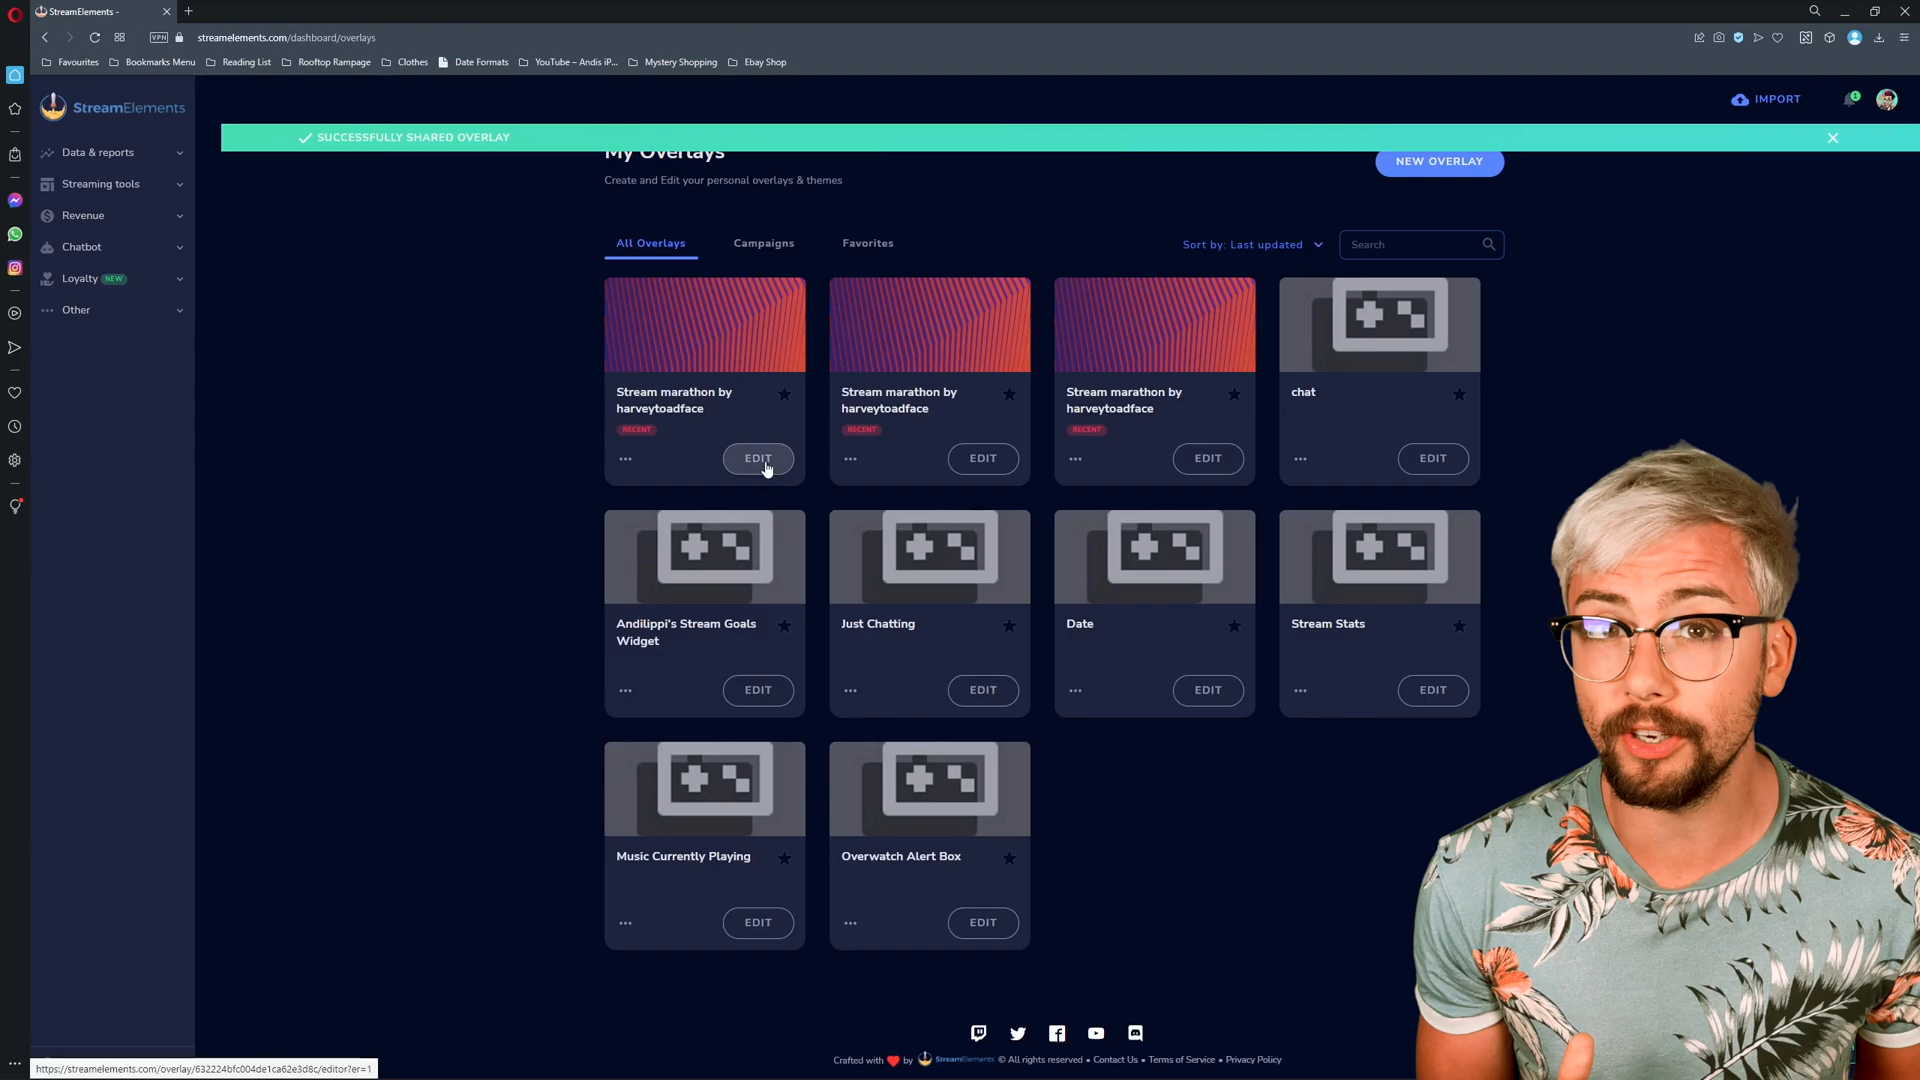 StreamElements -
VPN
streamelements.com/dashboard/overlays
Favourites
Bookmarks Menu
Reading List
Rooftop Rampage
Clothes
Date Formats
YouTube – Andis iP...
Mystery Shopping
Ebay Shop
StreamElements
IMPORT
1
SUCCESSFULLY SHARED OVERLAY
Data & reports
Streaming tools
Revenue
Chatbot
Loyalty NEW
Other
My Overlays
NEW OVERLAY
Create and Edit your personal overlays & themes
All Overlays
Campaigns
Favorites
Sort by: Last updated
Search
Stream marathon by
harveytoadface
RECENT
EDIT
Stream marathon by
harveytoadface
RECENT
EDIT
Stream marathon by
harveytoadface
RECENT
EDIT
chat
EDIT
Andilippi's Stream Goals
Widget
EDIT
Just Chatting
EDIT
Date
EDIT
Stream Stats
EDIT
Music Currently Playing
EDIT
Overwatch Alert Box
EDIT
Crafted with ❤ by StreamElements © All rights reserved • Contact Us • Terms of Service • Privacy Policy
https://streamelements.com/overlay/632224bfc004de1ca62e3d8c/editor?er=1